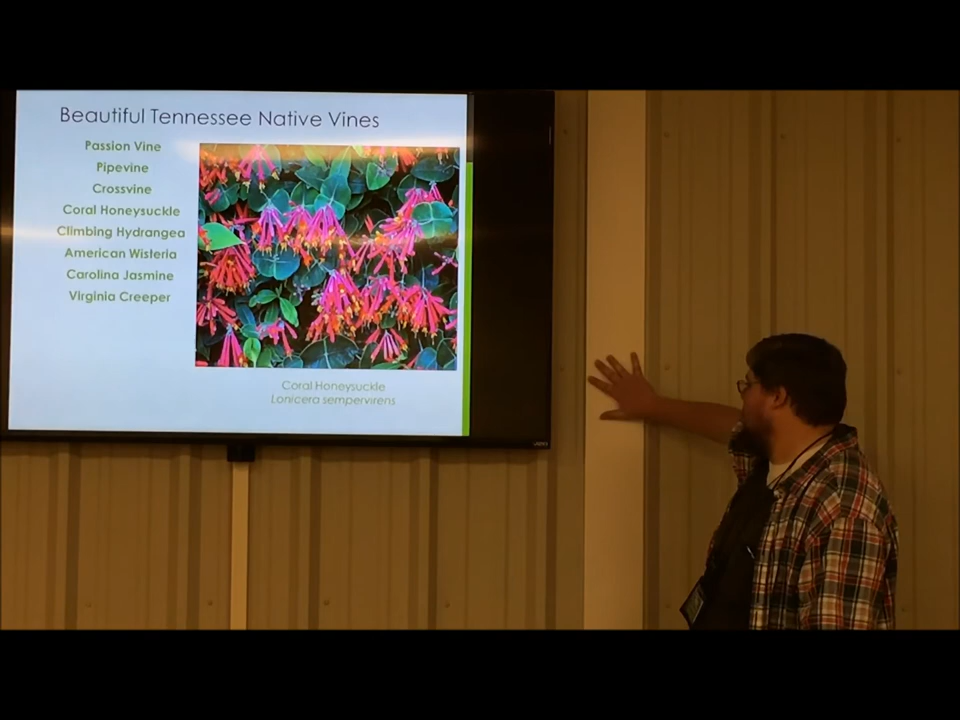 Beautiful Tennessee Native Vines
Passion Vine
Pipevine
Crossvine
Coral Honeysuckle
Climbing Hydrangea
American Wisteria
Carolina Jasmine
Virginia Creeper
Coral Honeysuckle
Lonicera sempervirens